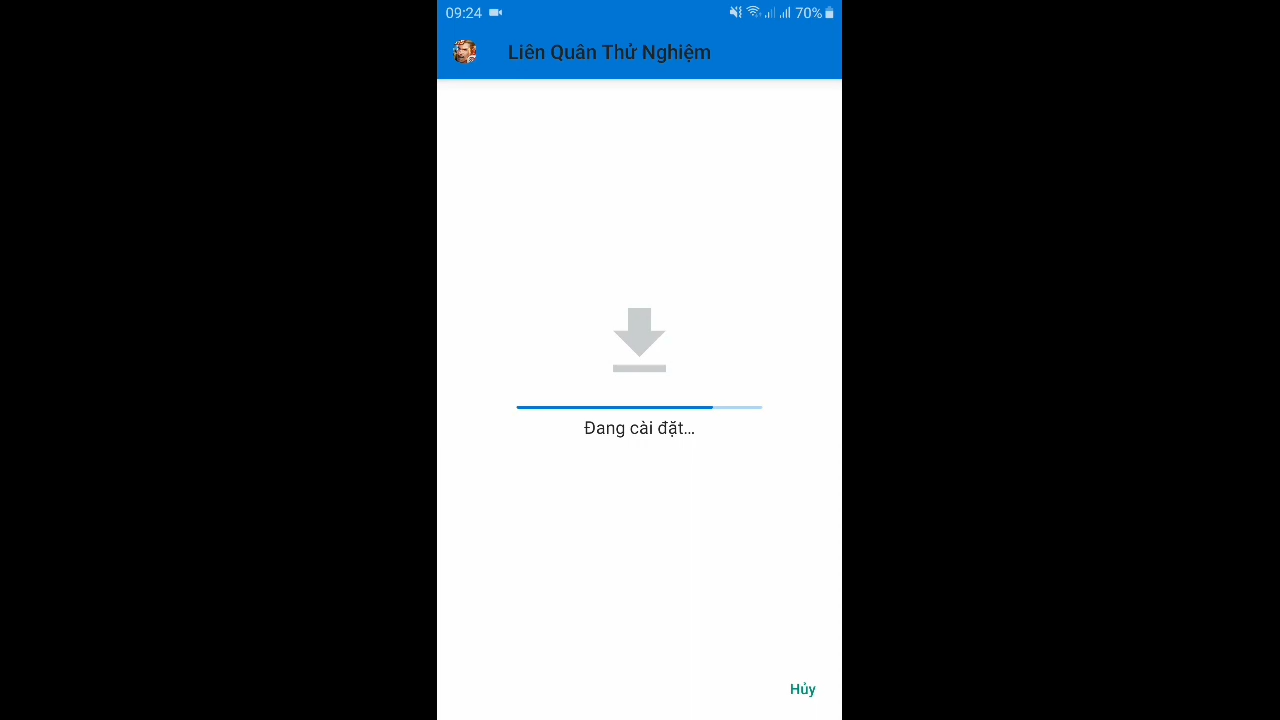 09:24
70%
Liên Quân Thử Nghiệm
Đang cài đặt...
Hủy